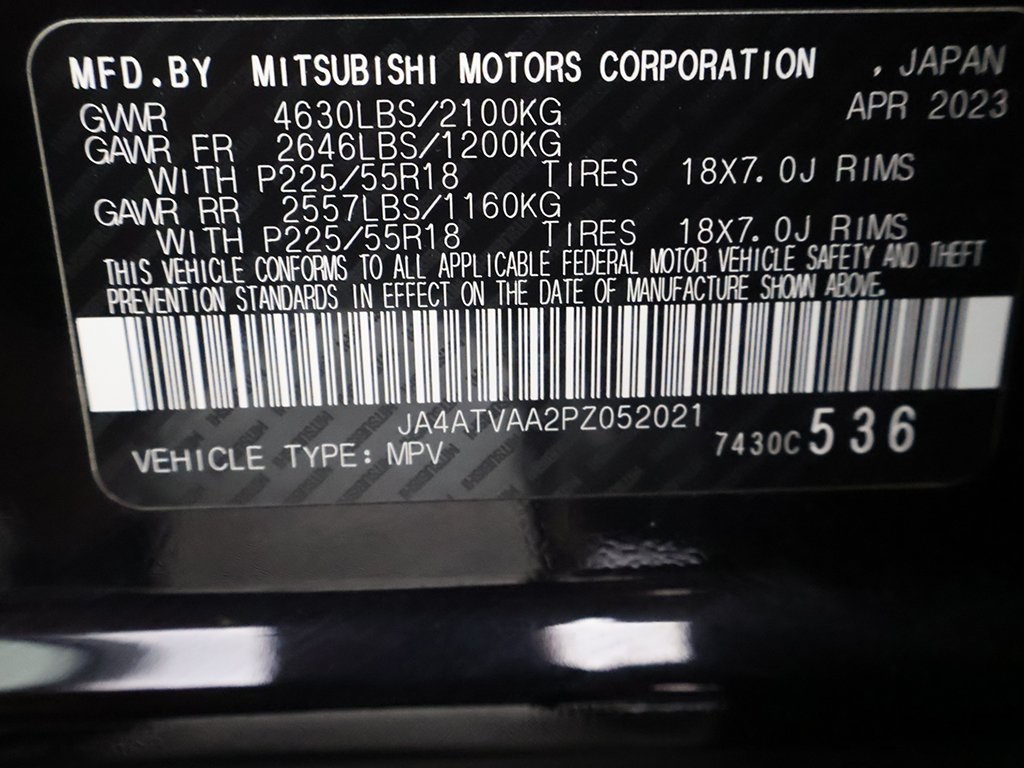 MFD.BY MITSUBISHI MOTORS CORPORATION , JAPAN
APR 2023
GVWR 4630LBS/2100KG
GAWR FR 2646LBS/1200KG
WITH P225/55R18 TIRES 18X7.0J RIMS
GAWR RR 2557LBS/1160KG
WITH P225/55R18 TIRES 18X7.0J RIMS
THIS VEHICLE CONFORMS TO ALL APPLICABLE FEDERAL MOTOR VEHICLE SAFETY AND THEFT
PREVENTION STANDARDS IN EFFECT ON THE DATE OF MANUFACTURE SHOWN ABOVE.
JA4ATVAA2PZ052021
VEHICLE TYPE: MPV 7430C 536